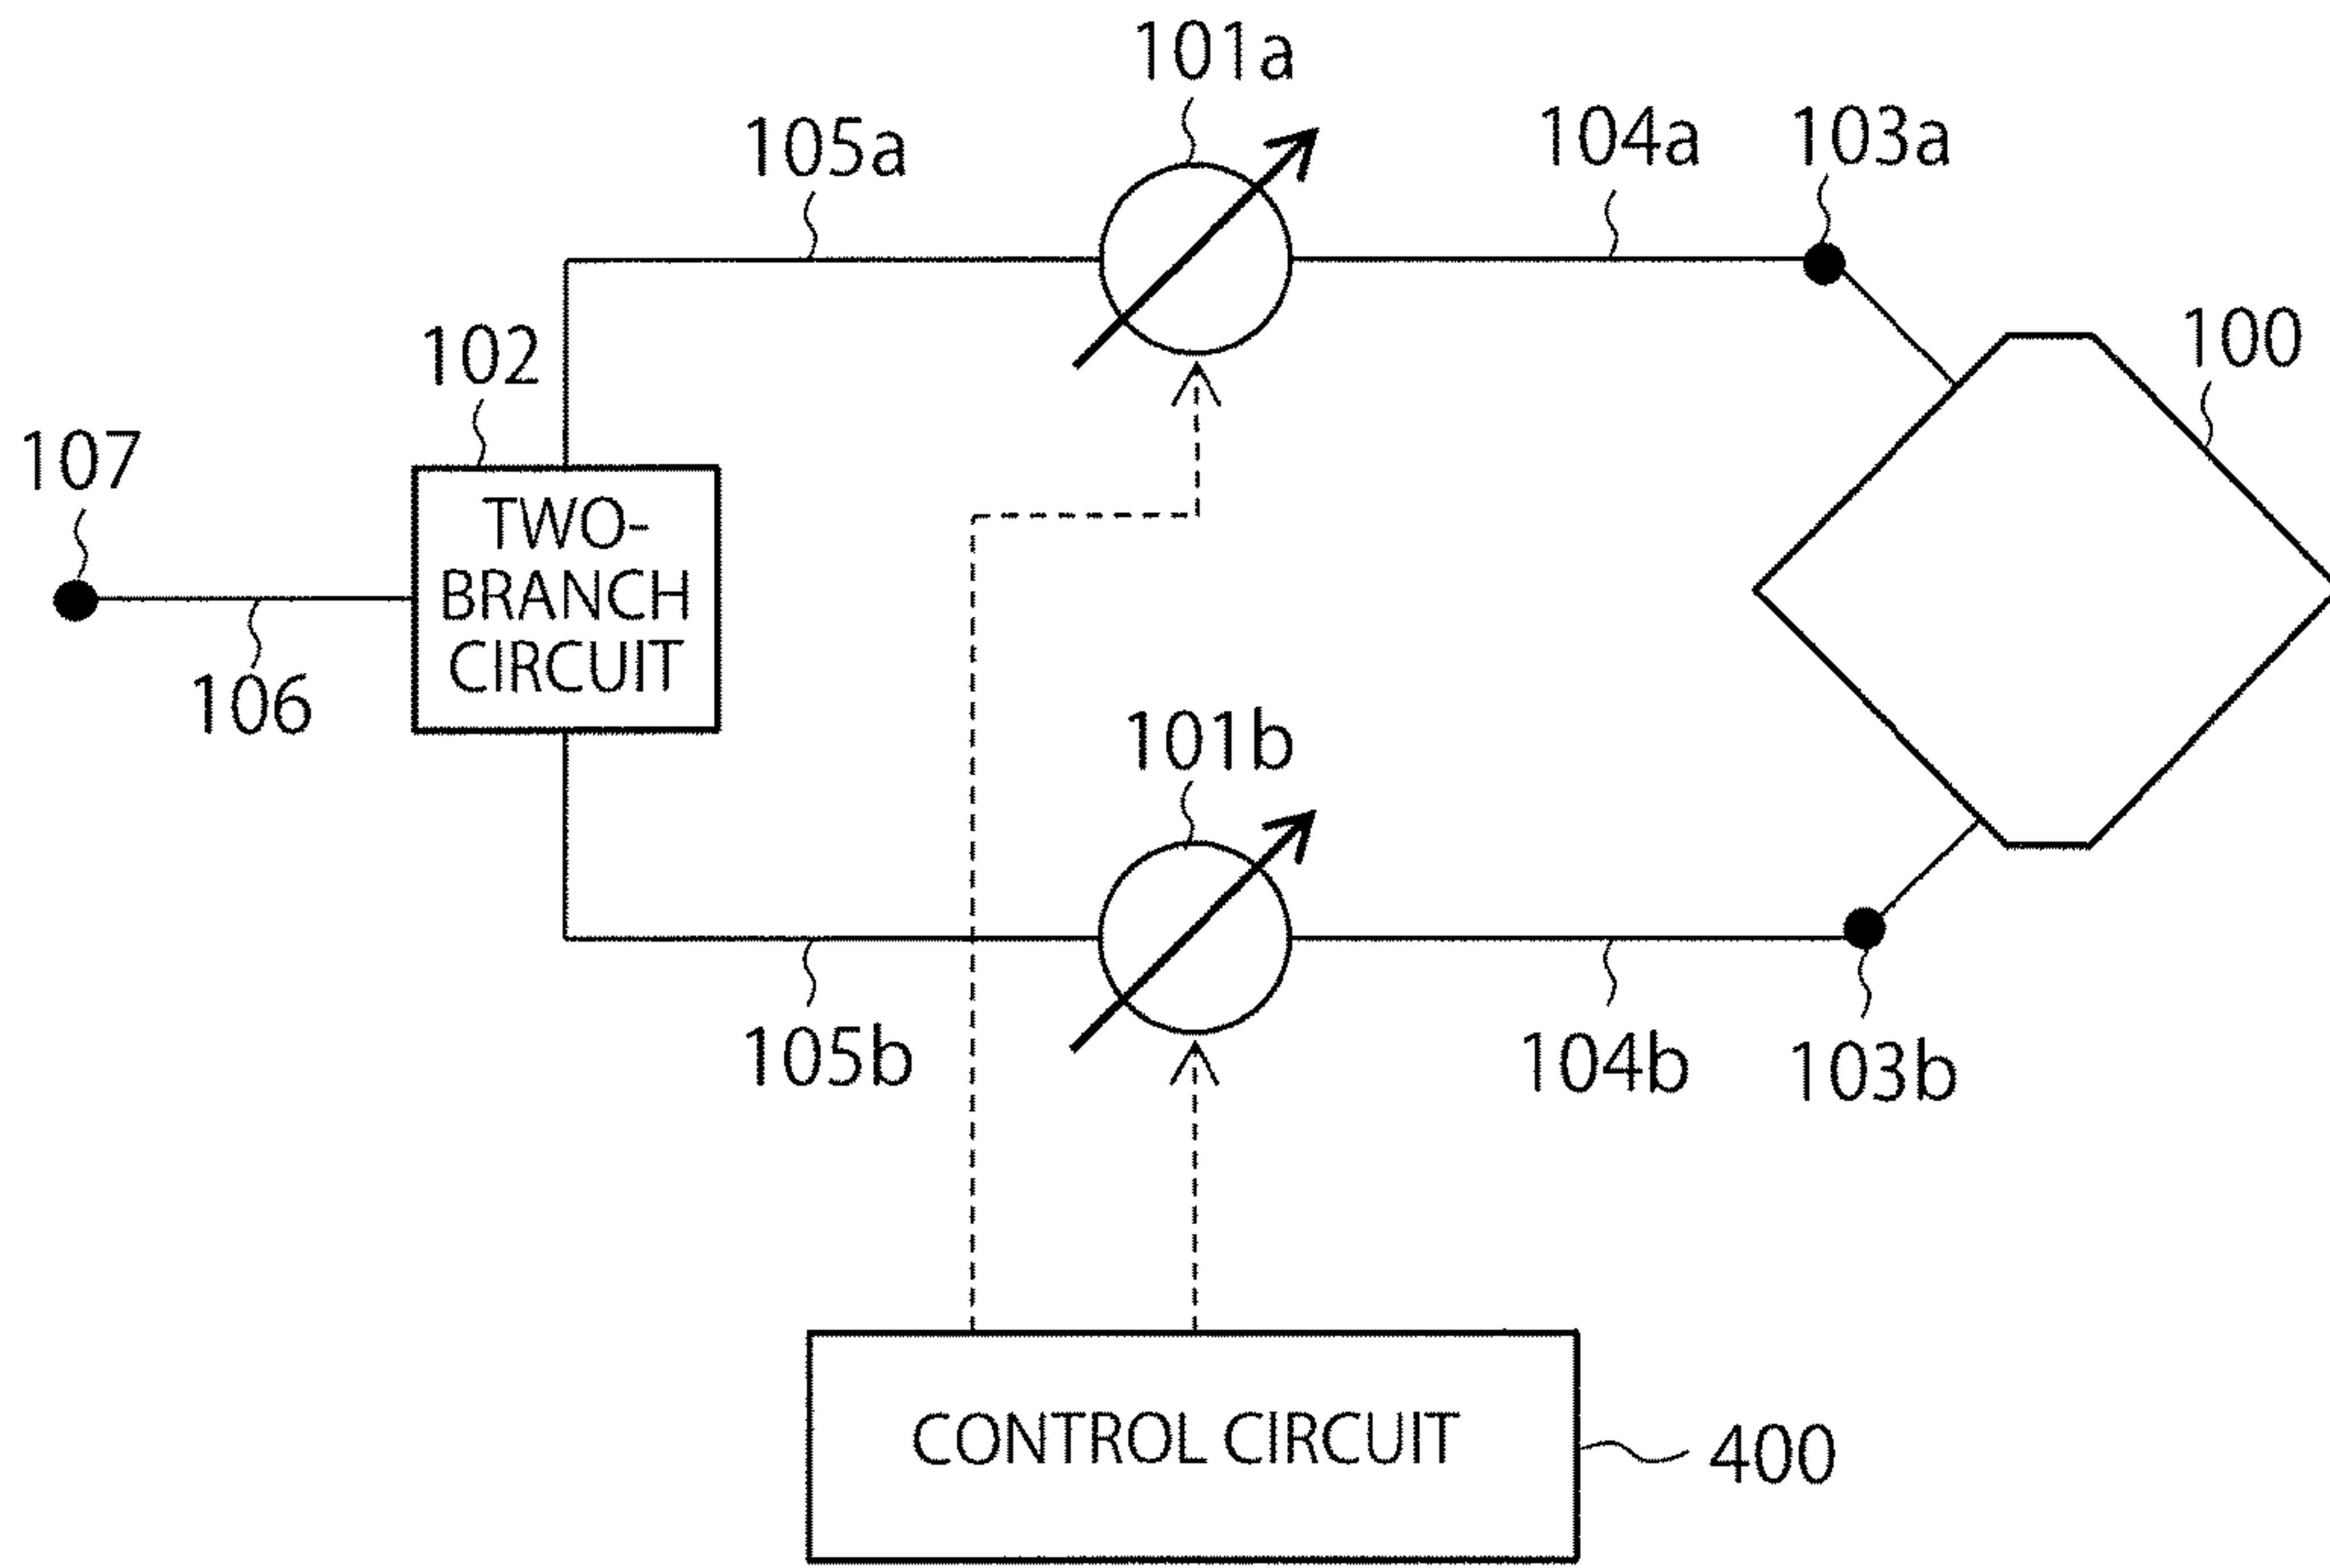 101a
105a
104a
103a
102
100
107
TWO-
BRANCH
CIRCUIT
106
101b
105b
104b
103b
CONTROL CIRCUIT
400